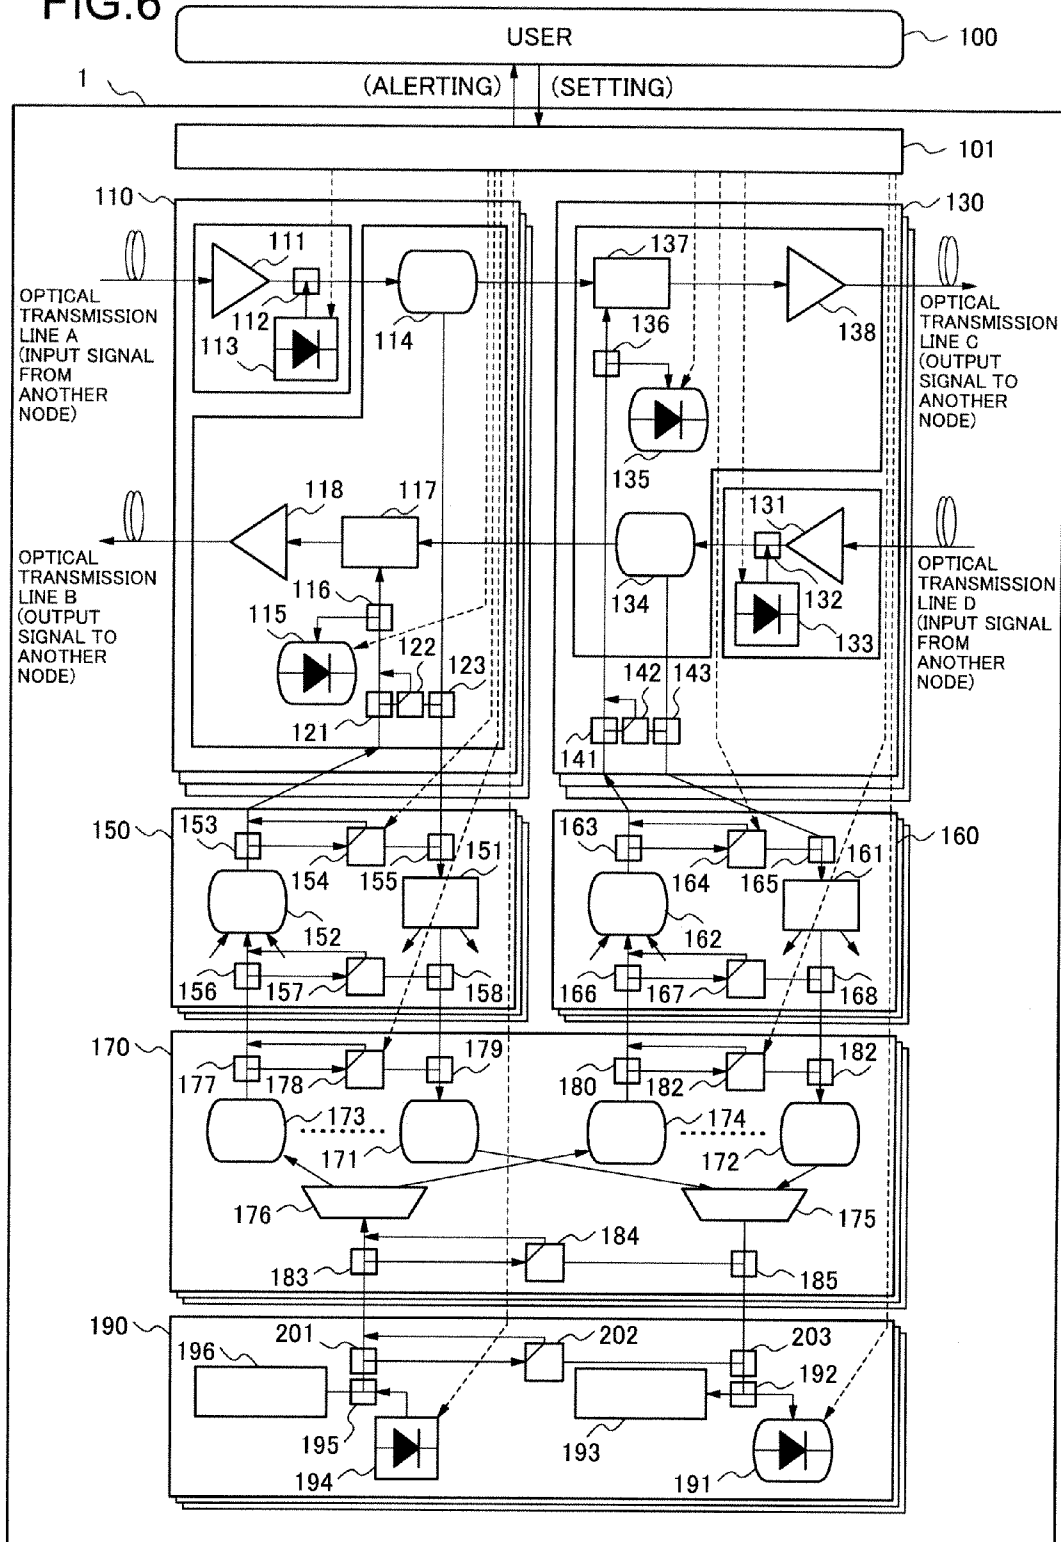 FIG.6
USER
100
1
(ALERTING)
(SETTING)
101
110
130
111
112
113
114
137
136
138
135
OPTICAL
TRANSMISSION
LINE A
(INPUT SIGNAL
FROM
ANOTHER
NODE)
OPTICAL
TRANSMISSION
LINE C
(OUTPUT
SIGNAL TO
ANOTHER
NODE)
118
117
116
115
122
123
121
131
132
133
134
142
143
141
OPTICAL
TRANSMISSION
LINE B
(OUTPUT
SIGNAL TO
ANOTHER
NODE)
OPTICAL
TRANSMISSION
LINE D
(INPUT SIGNAL
FROM
ANOTHER
NODE)
150
153
154
155
151
152
156
157
158
163
164
165
161
160
162
166
167
168
170
177
178
179
180
182
182
173
171
174
172
176
175
183
184
185
190
201
202
203
196
195
194
193
192
191